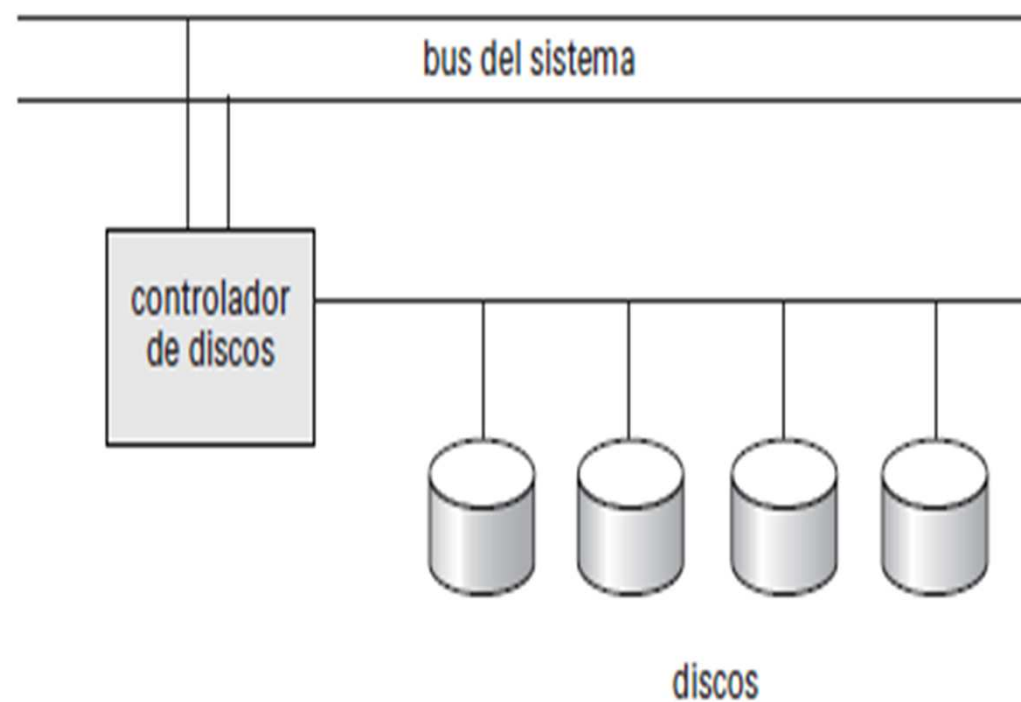 bus del sistema
controlador
de discos
discos